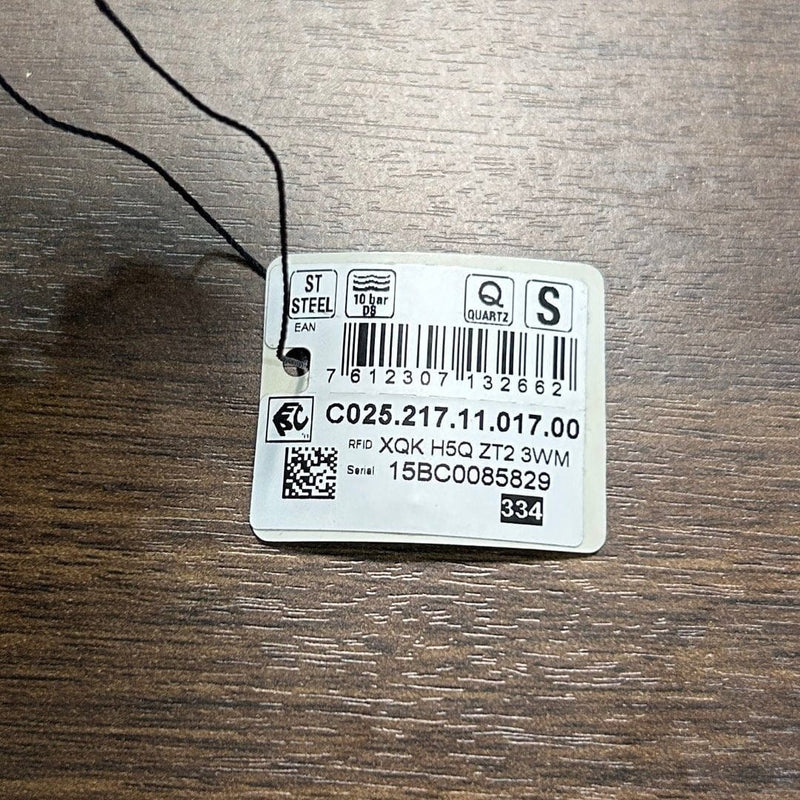 ST STEEL
10 bar D8
Q QUARTZ
S
EAN
7 612307 132662
C025.217.11.017.00
RFID XQK H5Q ZT2 3WM
Serial 15BC0085829
334